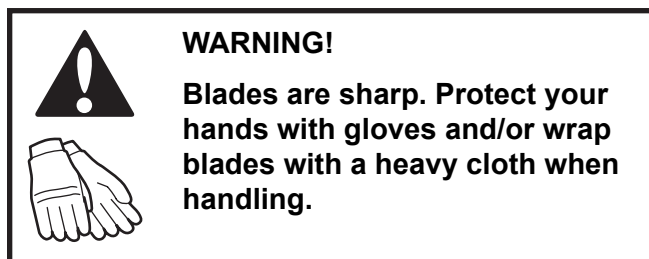 WARNING!
Blades are sharp. Protect your
hands with gloves and/or wrap
blades with a heavy cloth when
handling.